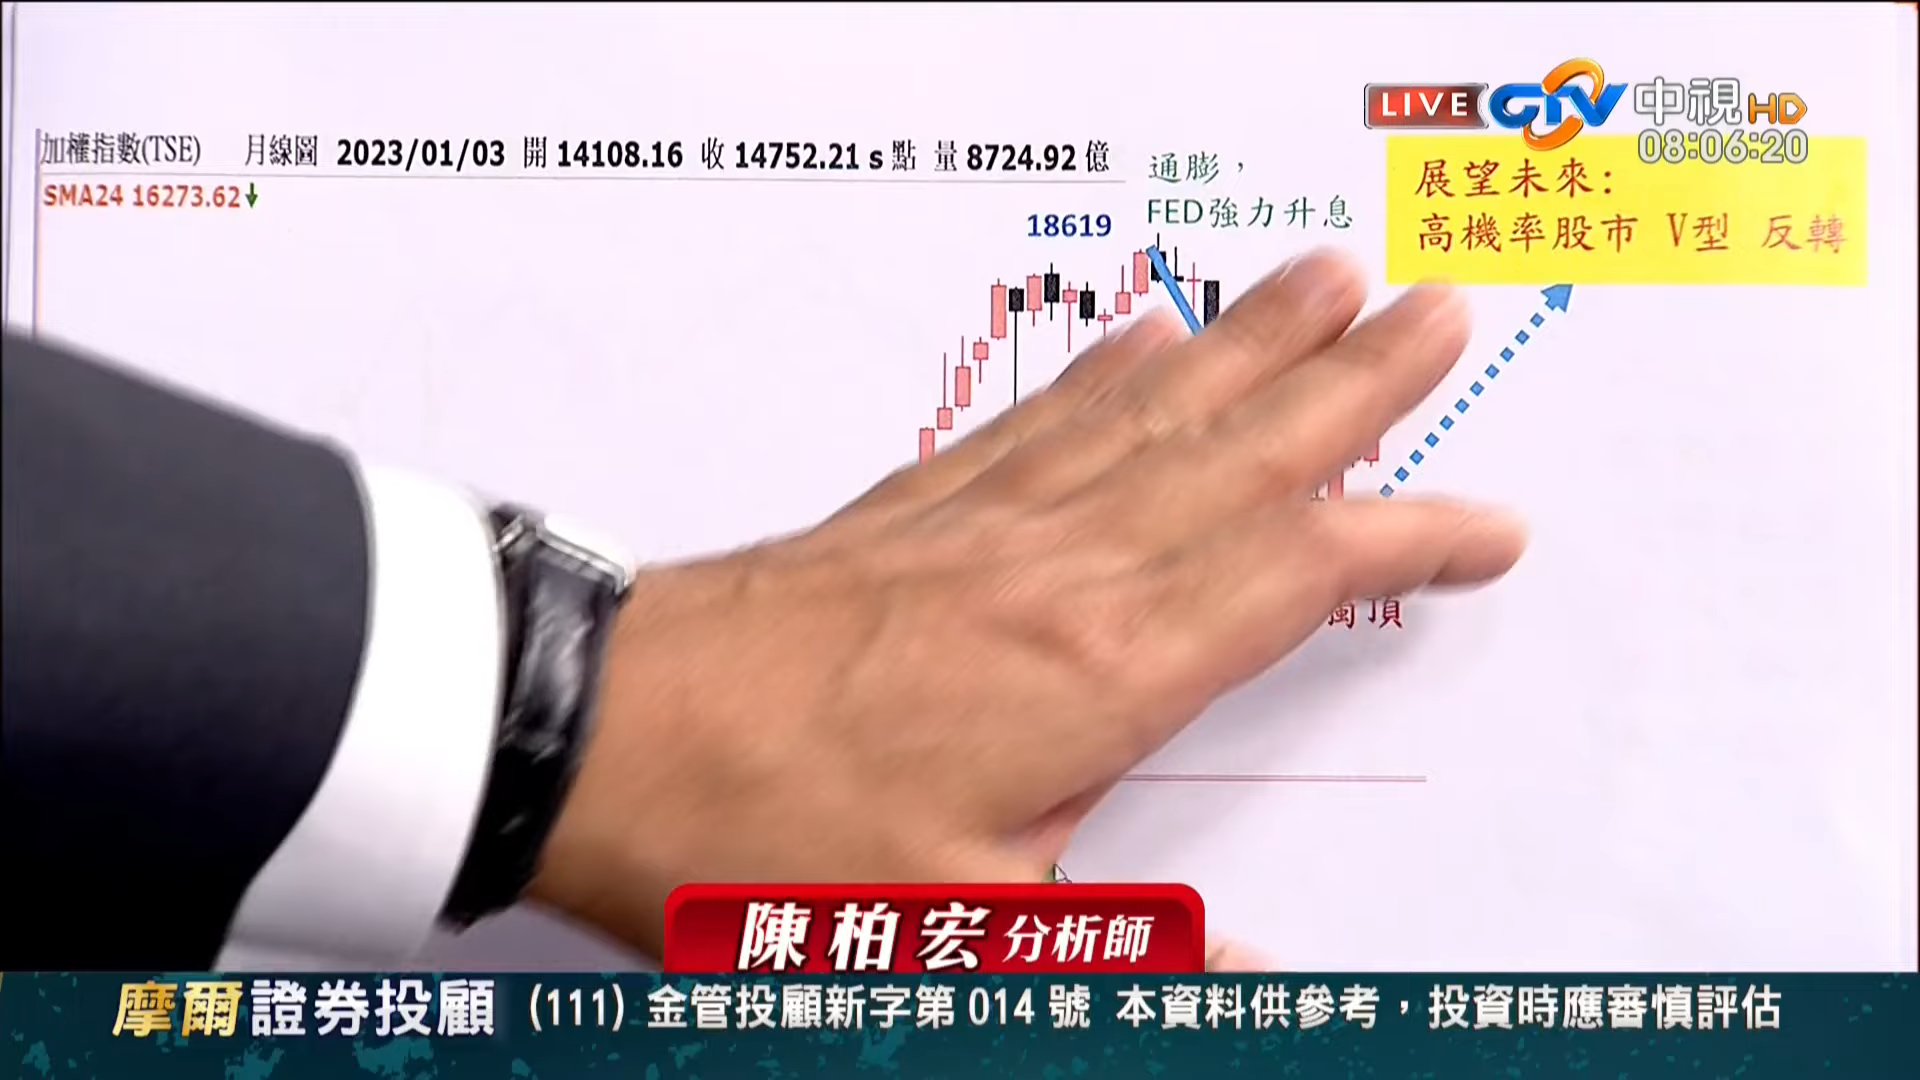 LIVE CTV 中視 HD
08:06:20
加權指數(TSE) 月線圖 2023/01/03 開 14108.16 收 14752.21 s 點 量 8724.92 億
SMA24 16273.62↓
18619
通膨，
FED強力升息
展望未來:
高機率股市 V型 反轉
頂
陳柏宏 分析師
摩爾證券投顧 (111) 金管投顧新字第 014 號 本資料供參考，投資時應審慎評估